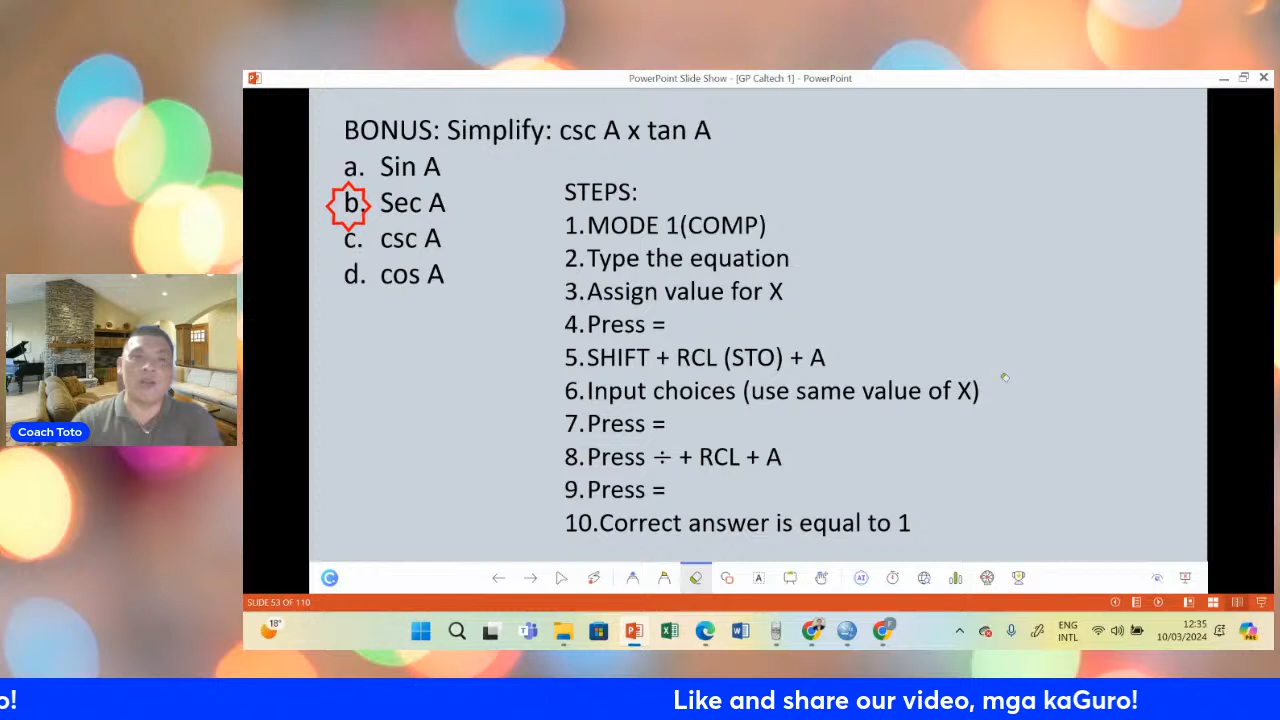 PowerPoint Slide Show - [GP Caltech 1] - PowerPoint
BONUS: Simplify: csc A x tan A
a. Sin A
b. Sec A
c. csc A
d. cos A
STEPS:
1.MODE 1(COMP)
2.Type the equation
3.Assign value for X
4.Press =
5.SHIFT + RCL (STO) + A
6.Input choices (use same value of X)
7.Press =
8.Press ÷ + RCL + A
9.Press =
10.Correct answer is equal to 1
Coach Toto
SLIDE 53 OF 110
18°
ENG
INTL
12:35
10/03/2024
o!
Like and share our video, mga kaGuro!